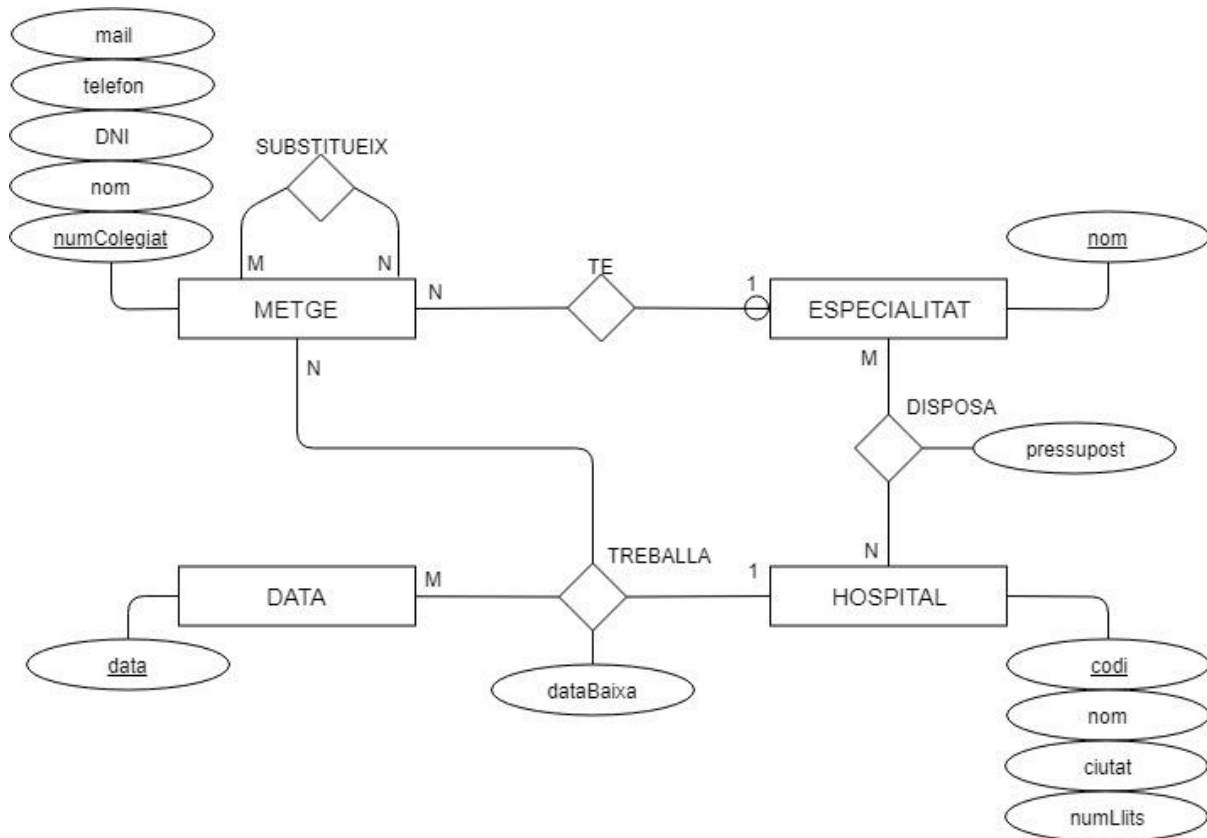 mail
telefon
DNI
nom
numColegiat
SUBSTITUEIX
M
N
METGE
N
TE
1
ESPECIALITAT
nom
N
M
DISPOSA
pressupost
N
TREBALLA
DATA
M
1
HOSPITAL
data
dataBaixa
codi
nom
ciutat
numLlits